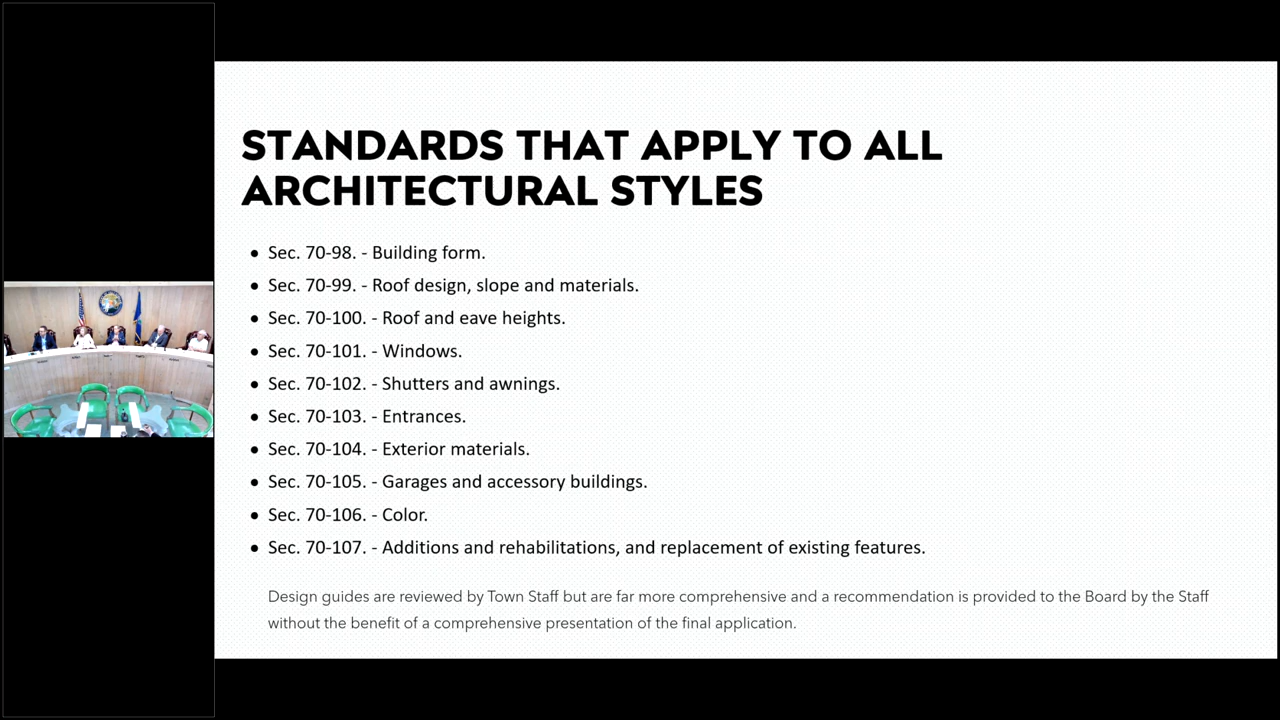 STANDARDS THAT APPLY TO ALL
ARCHITECTURAL STYLES
• Sec. 70-98. - Building form.
• Sec. 70-99. - Roof design, slope and materials.
• Sec. 70-100. - Roof and eave heights.
• Sec. 70-101. - Windows.
• Sec. 70-102. - Shutters and awnings.
• Sec. 70-103. - Entrances.
• Sec. 70-104. - Exterior materials.
• Sec. 70-105. - Garages and accessory buildings.
• Sec. 70-106. - Color.
• Sec. 70-107. - Additions and rehabilitations, and replacement of existing features.
Design guides are reviewed by Town Staff but are far more comprehensive and a recommendation is provided to the Board by the Staff
without the benefit of a comprehensive presentation of the final application.